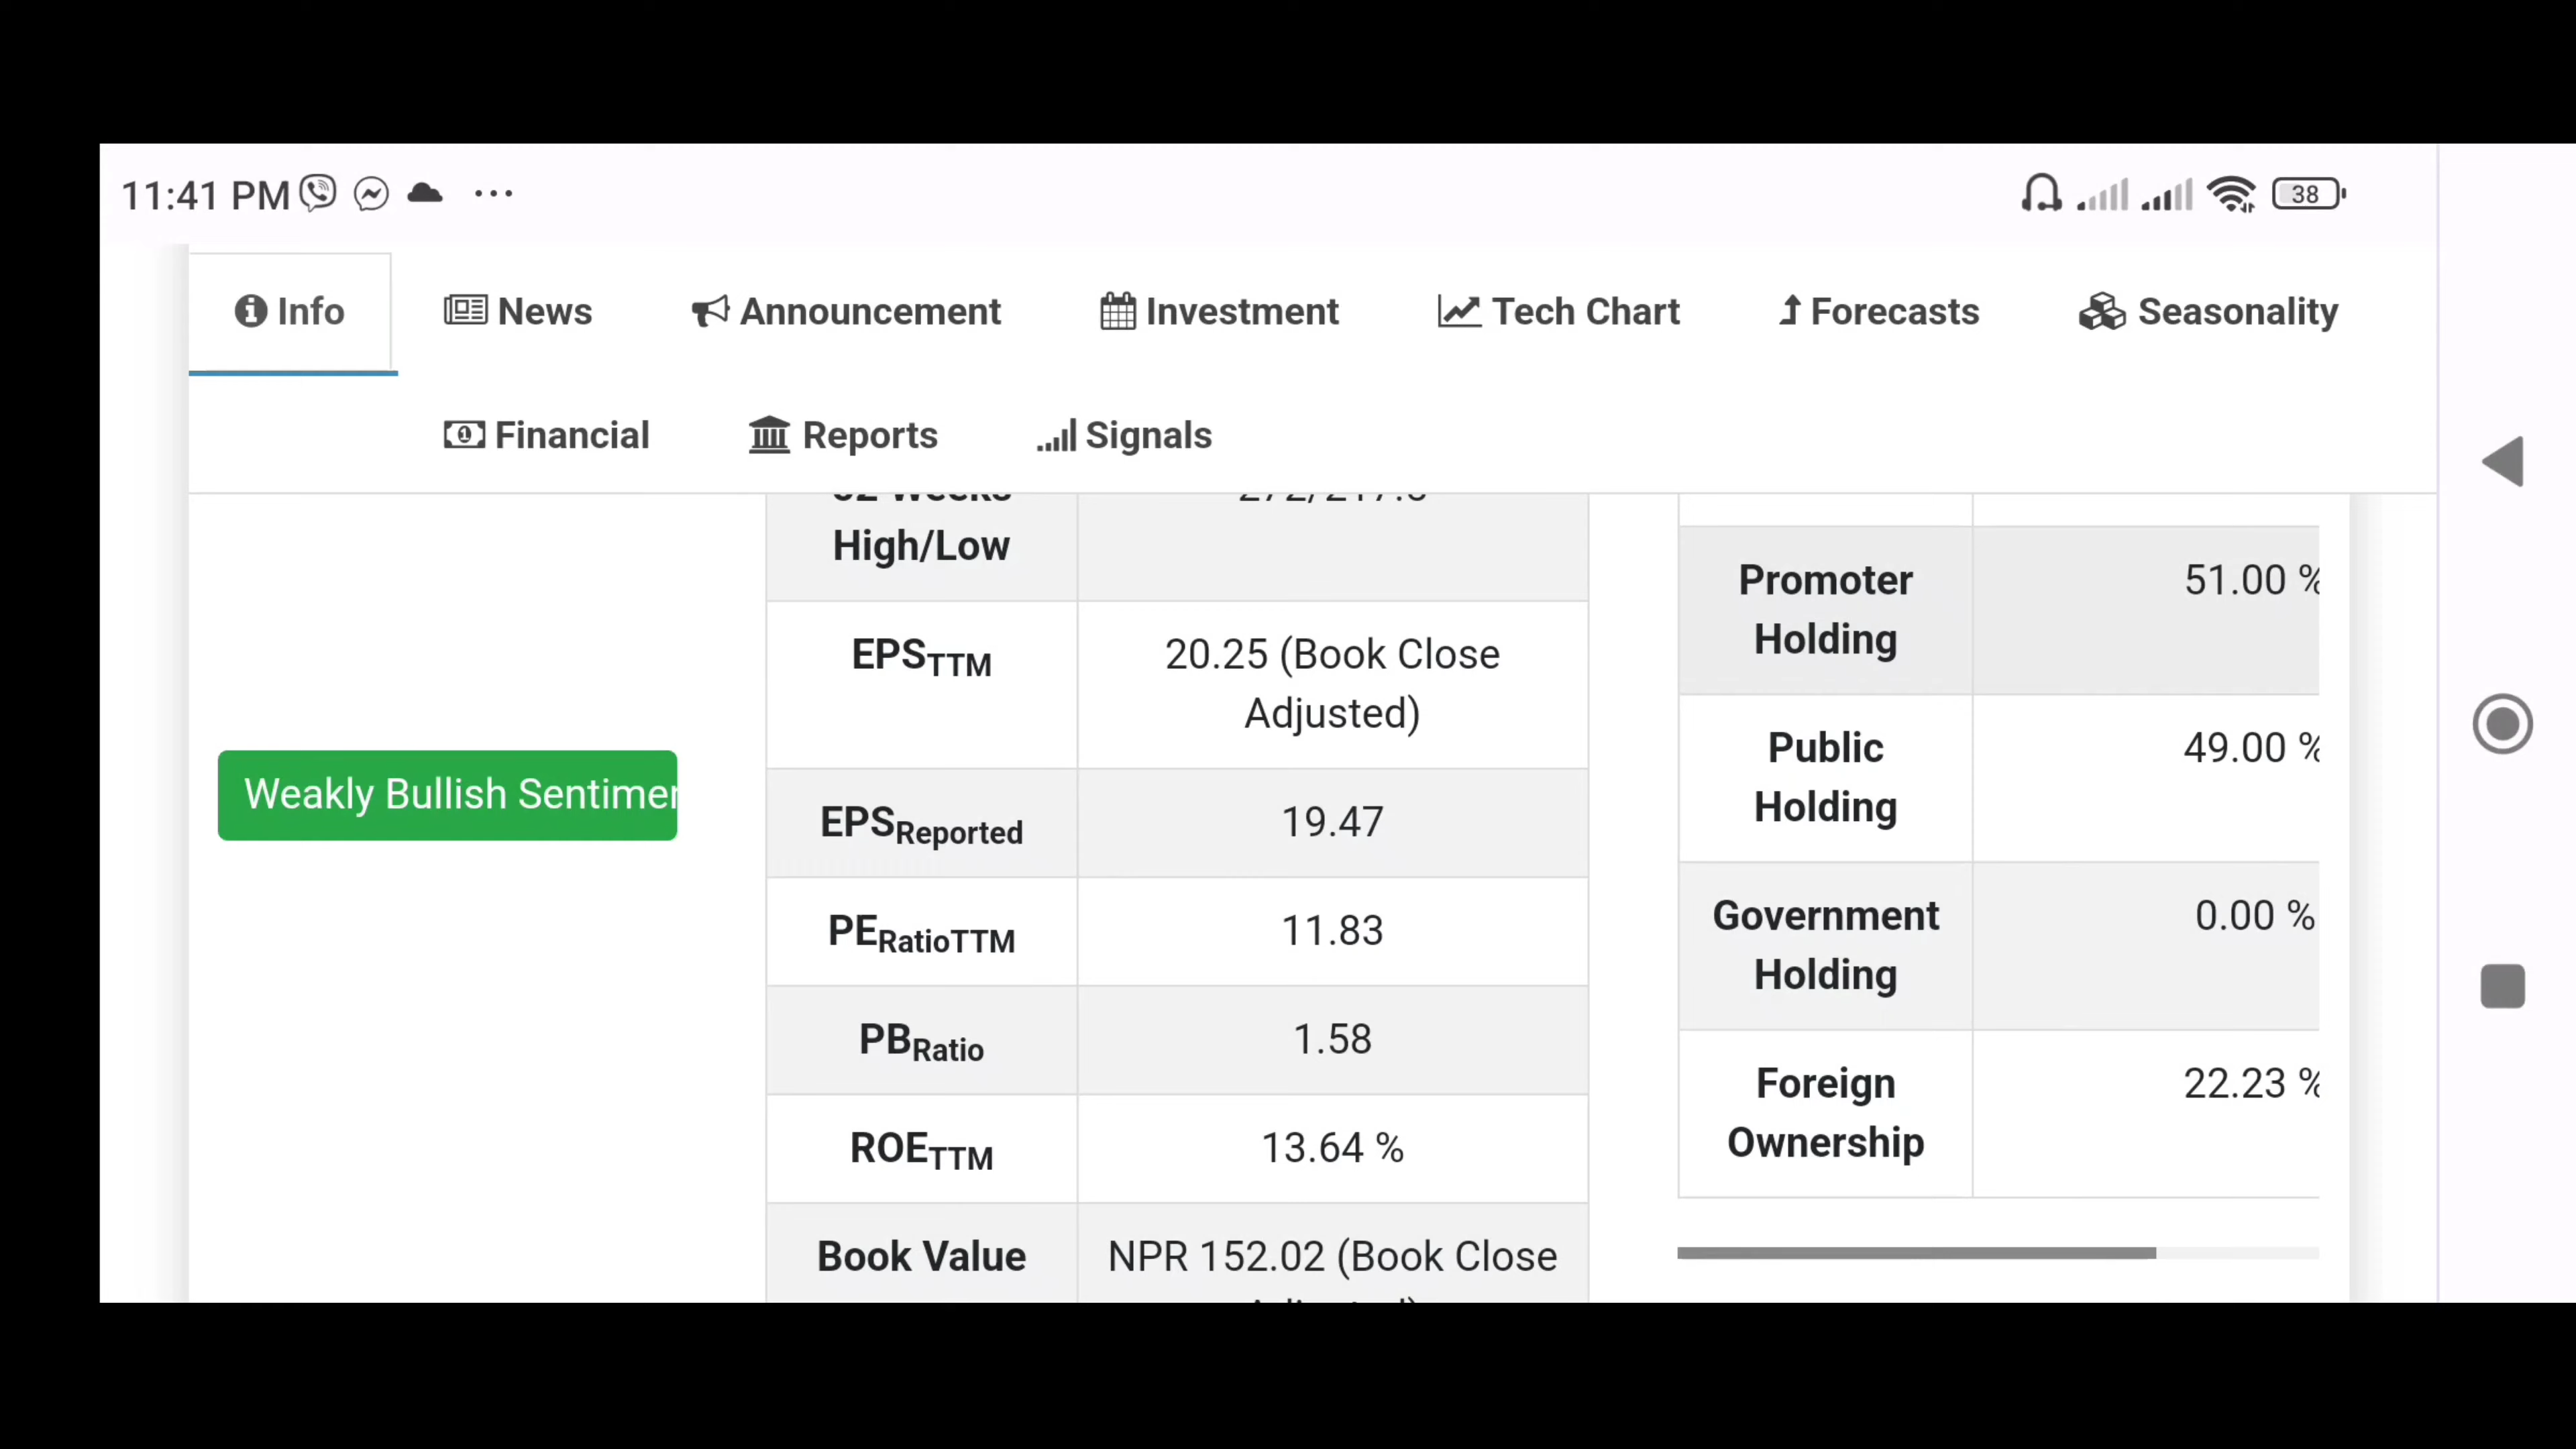 11:41 PM
38
Info
News
Announcement
Investment
Tech Chart
Forecasts
Seasonality
Financial
Reports
Signals
Weakly Bullish
High/Low
EPSTTM
20.25 (Book Close
Adjusted)
EPSReported
19.47
PERatioTTM
11.83
PBRatio
1.58
ROETTM
13.64 %
Book Value
NPR 152.02 (Book Close
Promoter
Holding
51.00 %
Public
Holding
49.00 %
Government
Holding
0.00 %
Foreign
Ownership
22.23 %